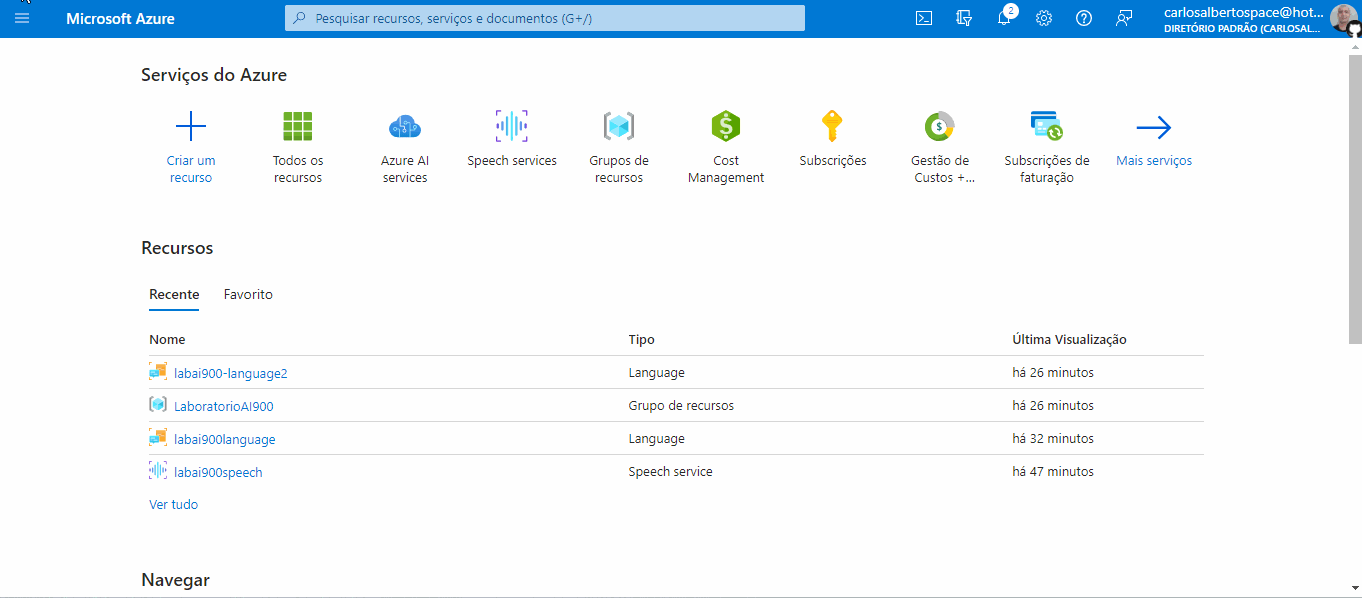 Microsoft Azure
Pesquisar recursos, serviços e documentos (G+/)
2
carlosalbertospace@hot...
DIRETÓRIO PADRÃO (CARLOSAL...
Serviços do Azure
Criar um
recurso
Todos os
recursos
Azure AI
services
Speech services
Grupos de
recursos
Cost
Management
Subscrições
Gestão de
Custos +...
Subscrições de
faturação
Mais serviços
Recursos
Recente Favorito
Nome Tipo Última Visualização
labai900-language2 Language há 26 minutos
LaboratorioAI900 Grupo de recursos há 26 minutos
labai900language Language há 32 minutos
labai900speech Speech service há 47 minutos
Ver tudo
Navegar